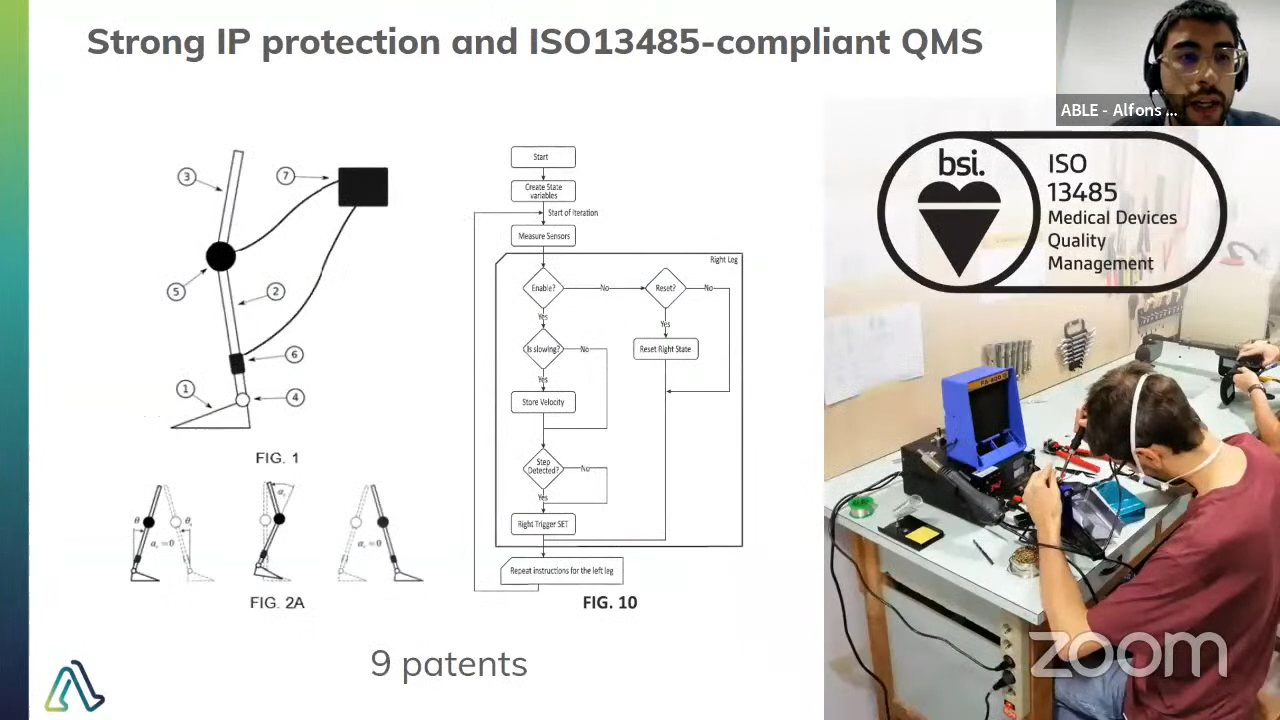 Strong IP protection and ISO13485-compliant QMS
ABLE - Alfons ...
bsi.
ISO
13485
Medical Devices
Quality
Management
3
7
5
2
6
1
4
FIG. 1
θ
θ
α = 0
α
α = 0
FIG. 2A
Start
Create State
variables
Start of Iteration
Measure Sensors
Right Leg
Enable?
No
Reset?
No
Yes
Yes
Is slowing?
No
Reset Right State
Yes
Store Velocity
Step
Detected?
No
Yes
Right Trigger SET
Repeat instructions for the left leg
FIG. 10
9 patents
zoom